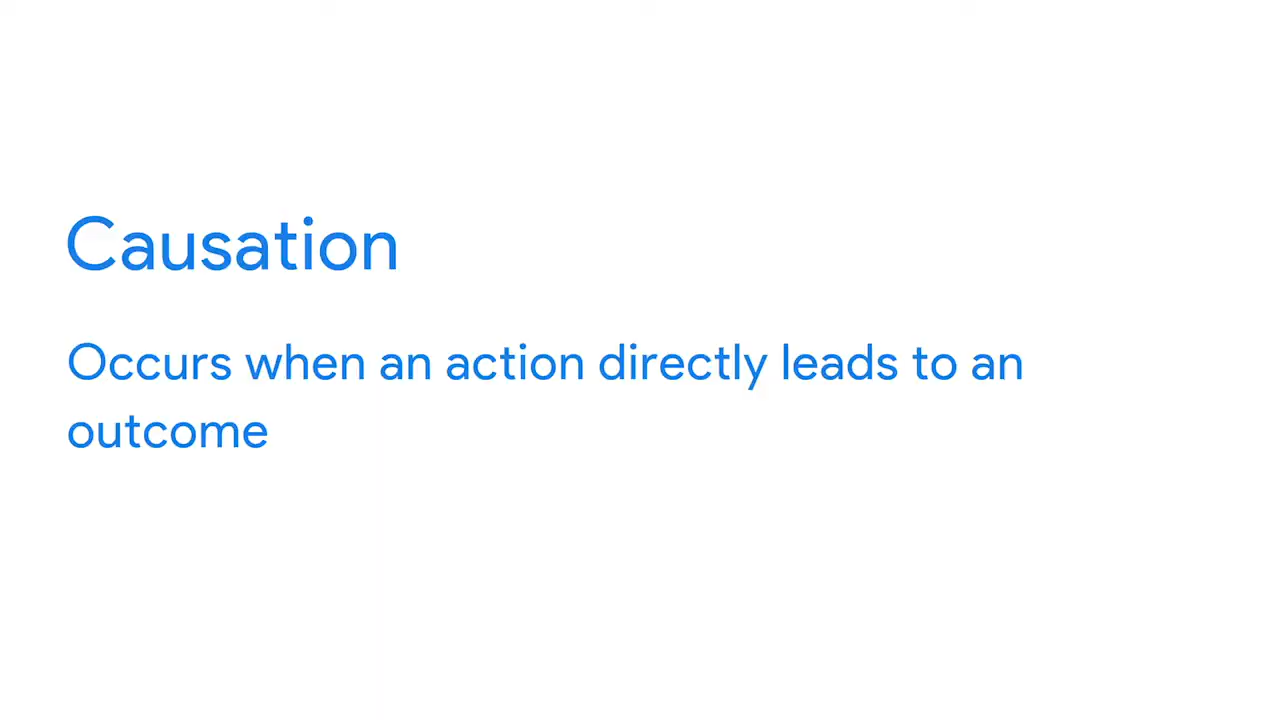 Causation
Occurs when an action directly leads to an
outcome